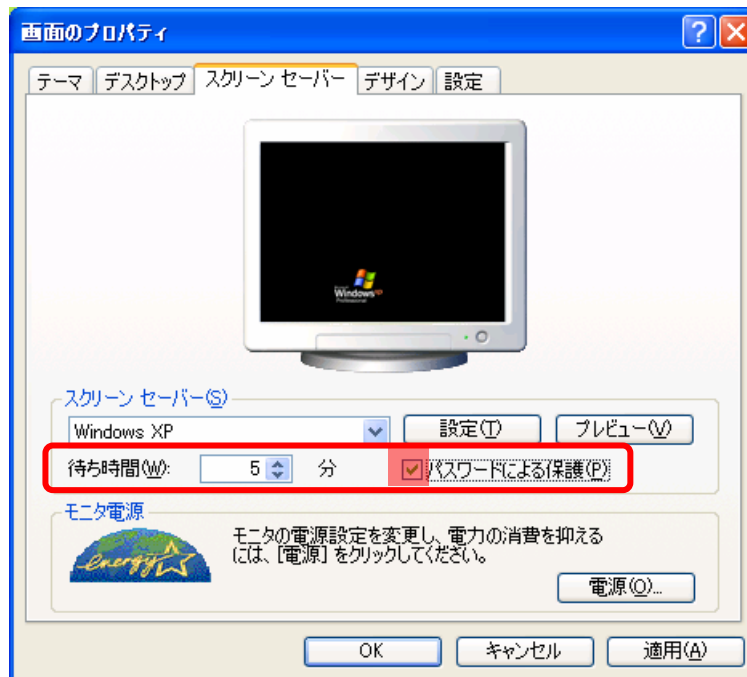 画面のプロパティ
テーマ デスクトップ スクリーン セーバー デザイン 設定
Windows xp
Professional
スクリーン セーバー(S)
Windows XP 設定(T) プレビュー(V)
待ち時間(W): 5 分 パスワードによる保護(P)
モニタ電源
energy
モニタの電源設定を変更し、電力の消費を抑える
には、[電源] をクリックしてください。
電源(O)...
OK キャンセル 適用(A)